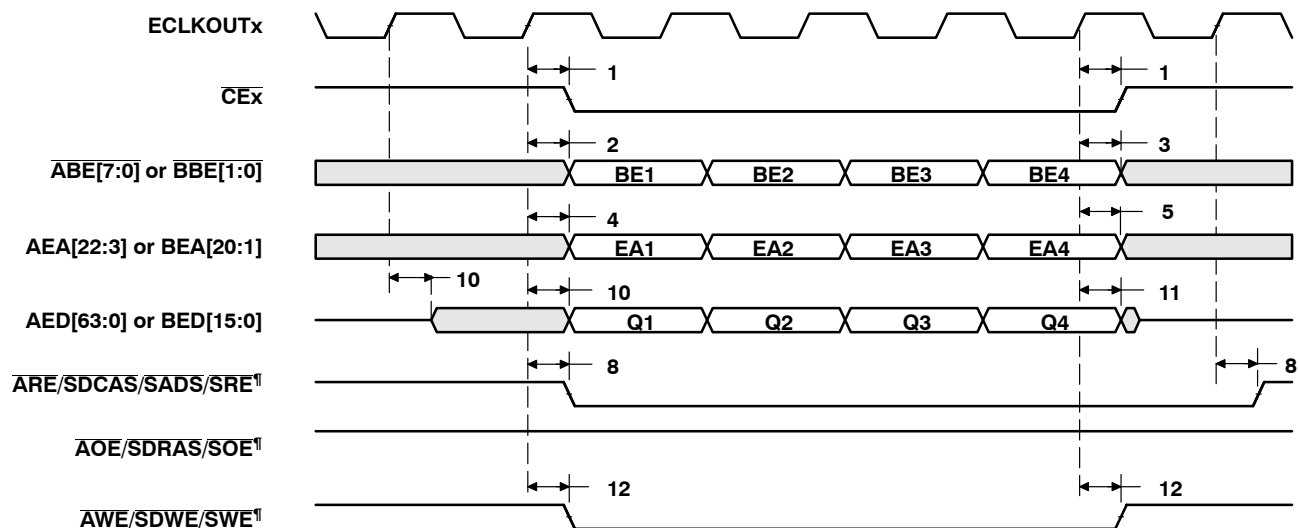 ECLKOUTx
1 1
CEx
2 3
ABE[7:0] or BBE[1:0] BE1 BE2 BE3 BE4
4 5
AEA[22:3] or BEA[20:1] EA1 EA2 EA3 EA4
10 10 11
AED[63:0] or BED[15:0] Q1 Q2 Q3 Q4
8 8
ARE/SDCAS/SADS/SRE¶
AOE/SDRAS/SOE¶
12 12
AWE/SDWE/SWE¶